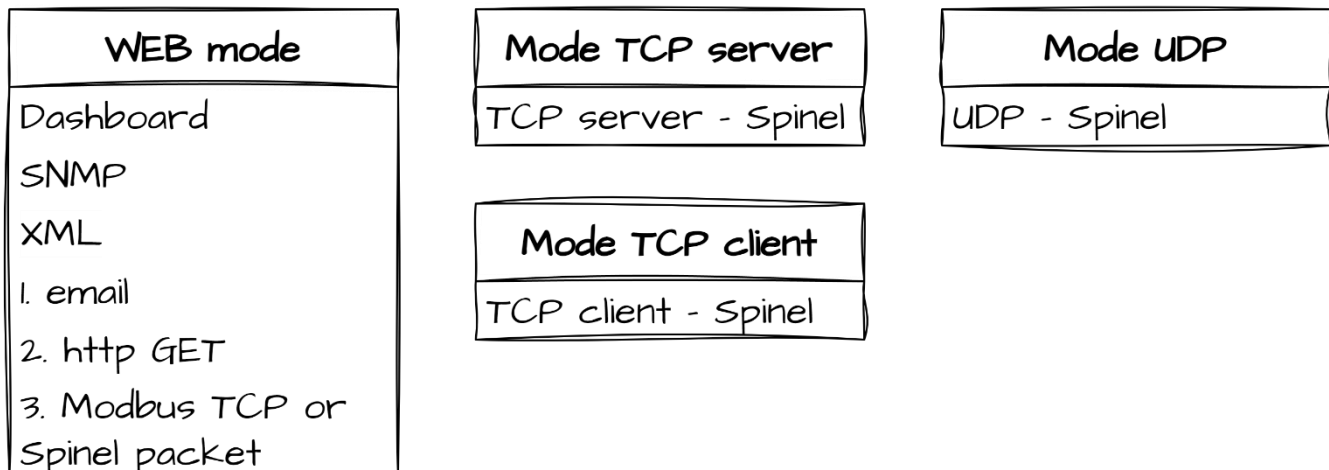 WEB mode
Dashboard
SNMP
XML
1. email
2. http GET
3. Modbus TCP or
Spinel packet
Mode TCP server
TCP server - Spinel
Mode TCP client
TCP client - Spinel
Mode UDP
UDP - Spinel